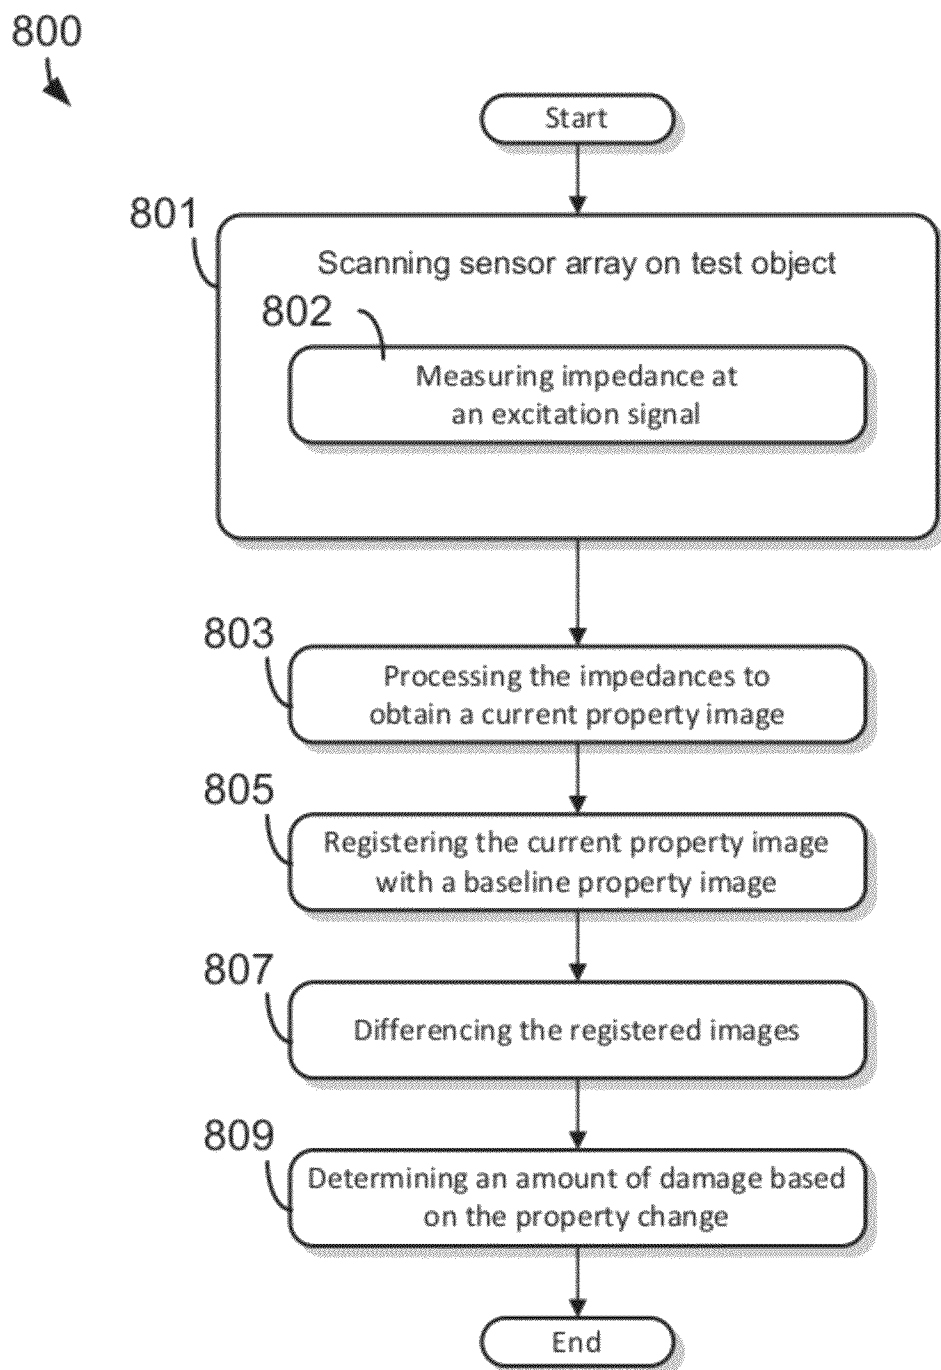 800
Start
801
Scanning sensor array on test object
802
Measuring impedance at
an excitation signal
803
Processing the impedances to
obtain a current property image
805
Registering the current property image
with a baseline property image
807
Differencing the registered images
809
Determining an amount of damage based
on the property change
End